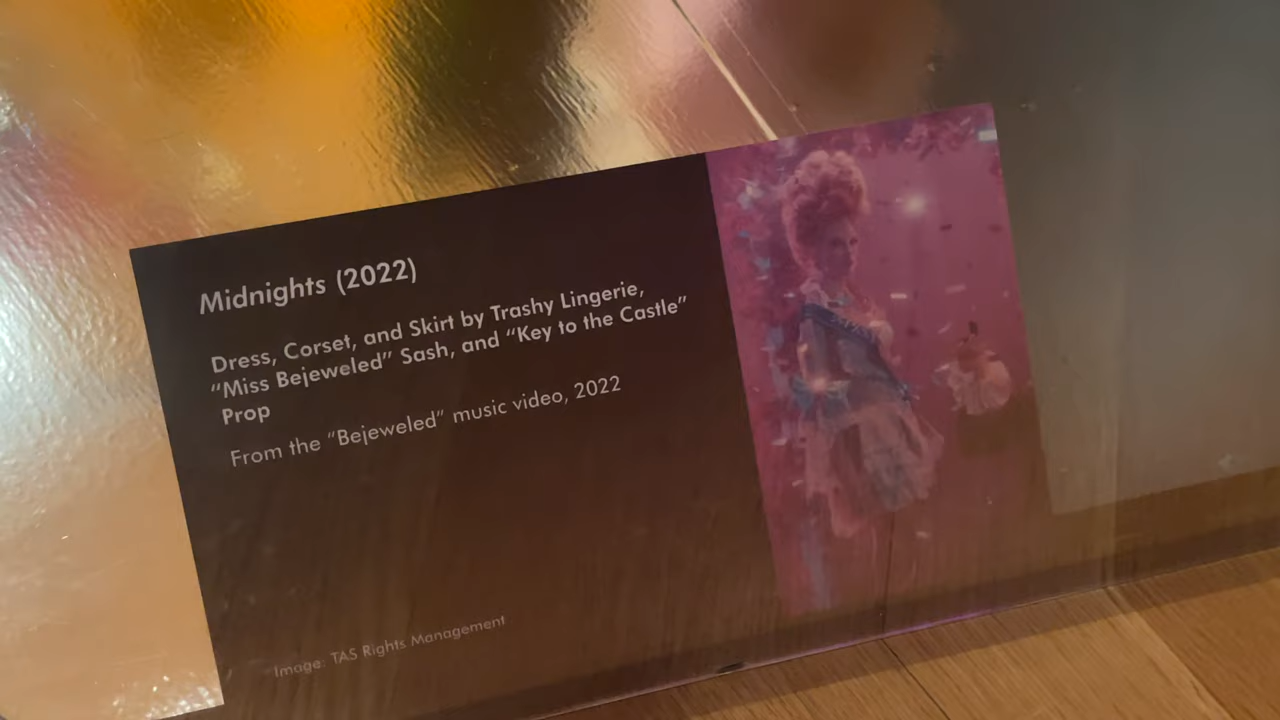 Midnights (2022)
Dress, Corset, and Skirt by Trashy Lingerie,
“Miss Bejeweled” Sash, and “Key to the Castle”
Prop
From the “Bejeweled” music video, 2022
Image: TAS Rights Management